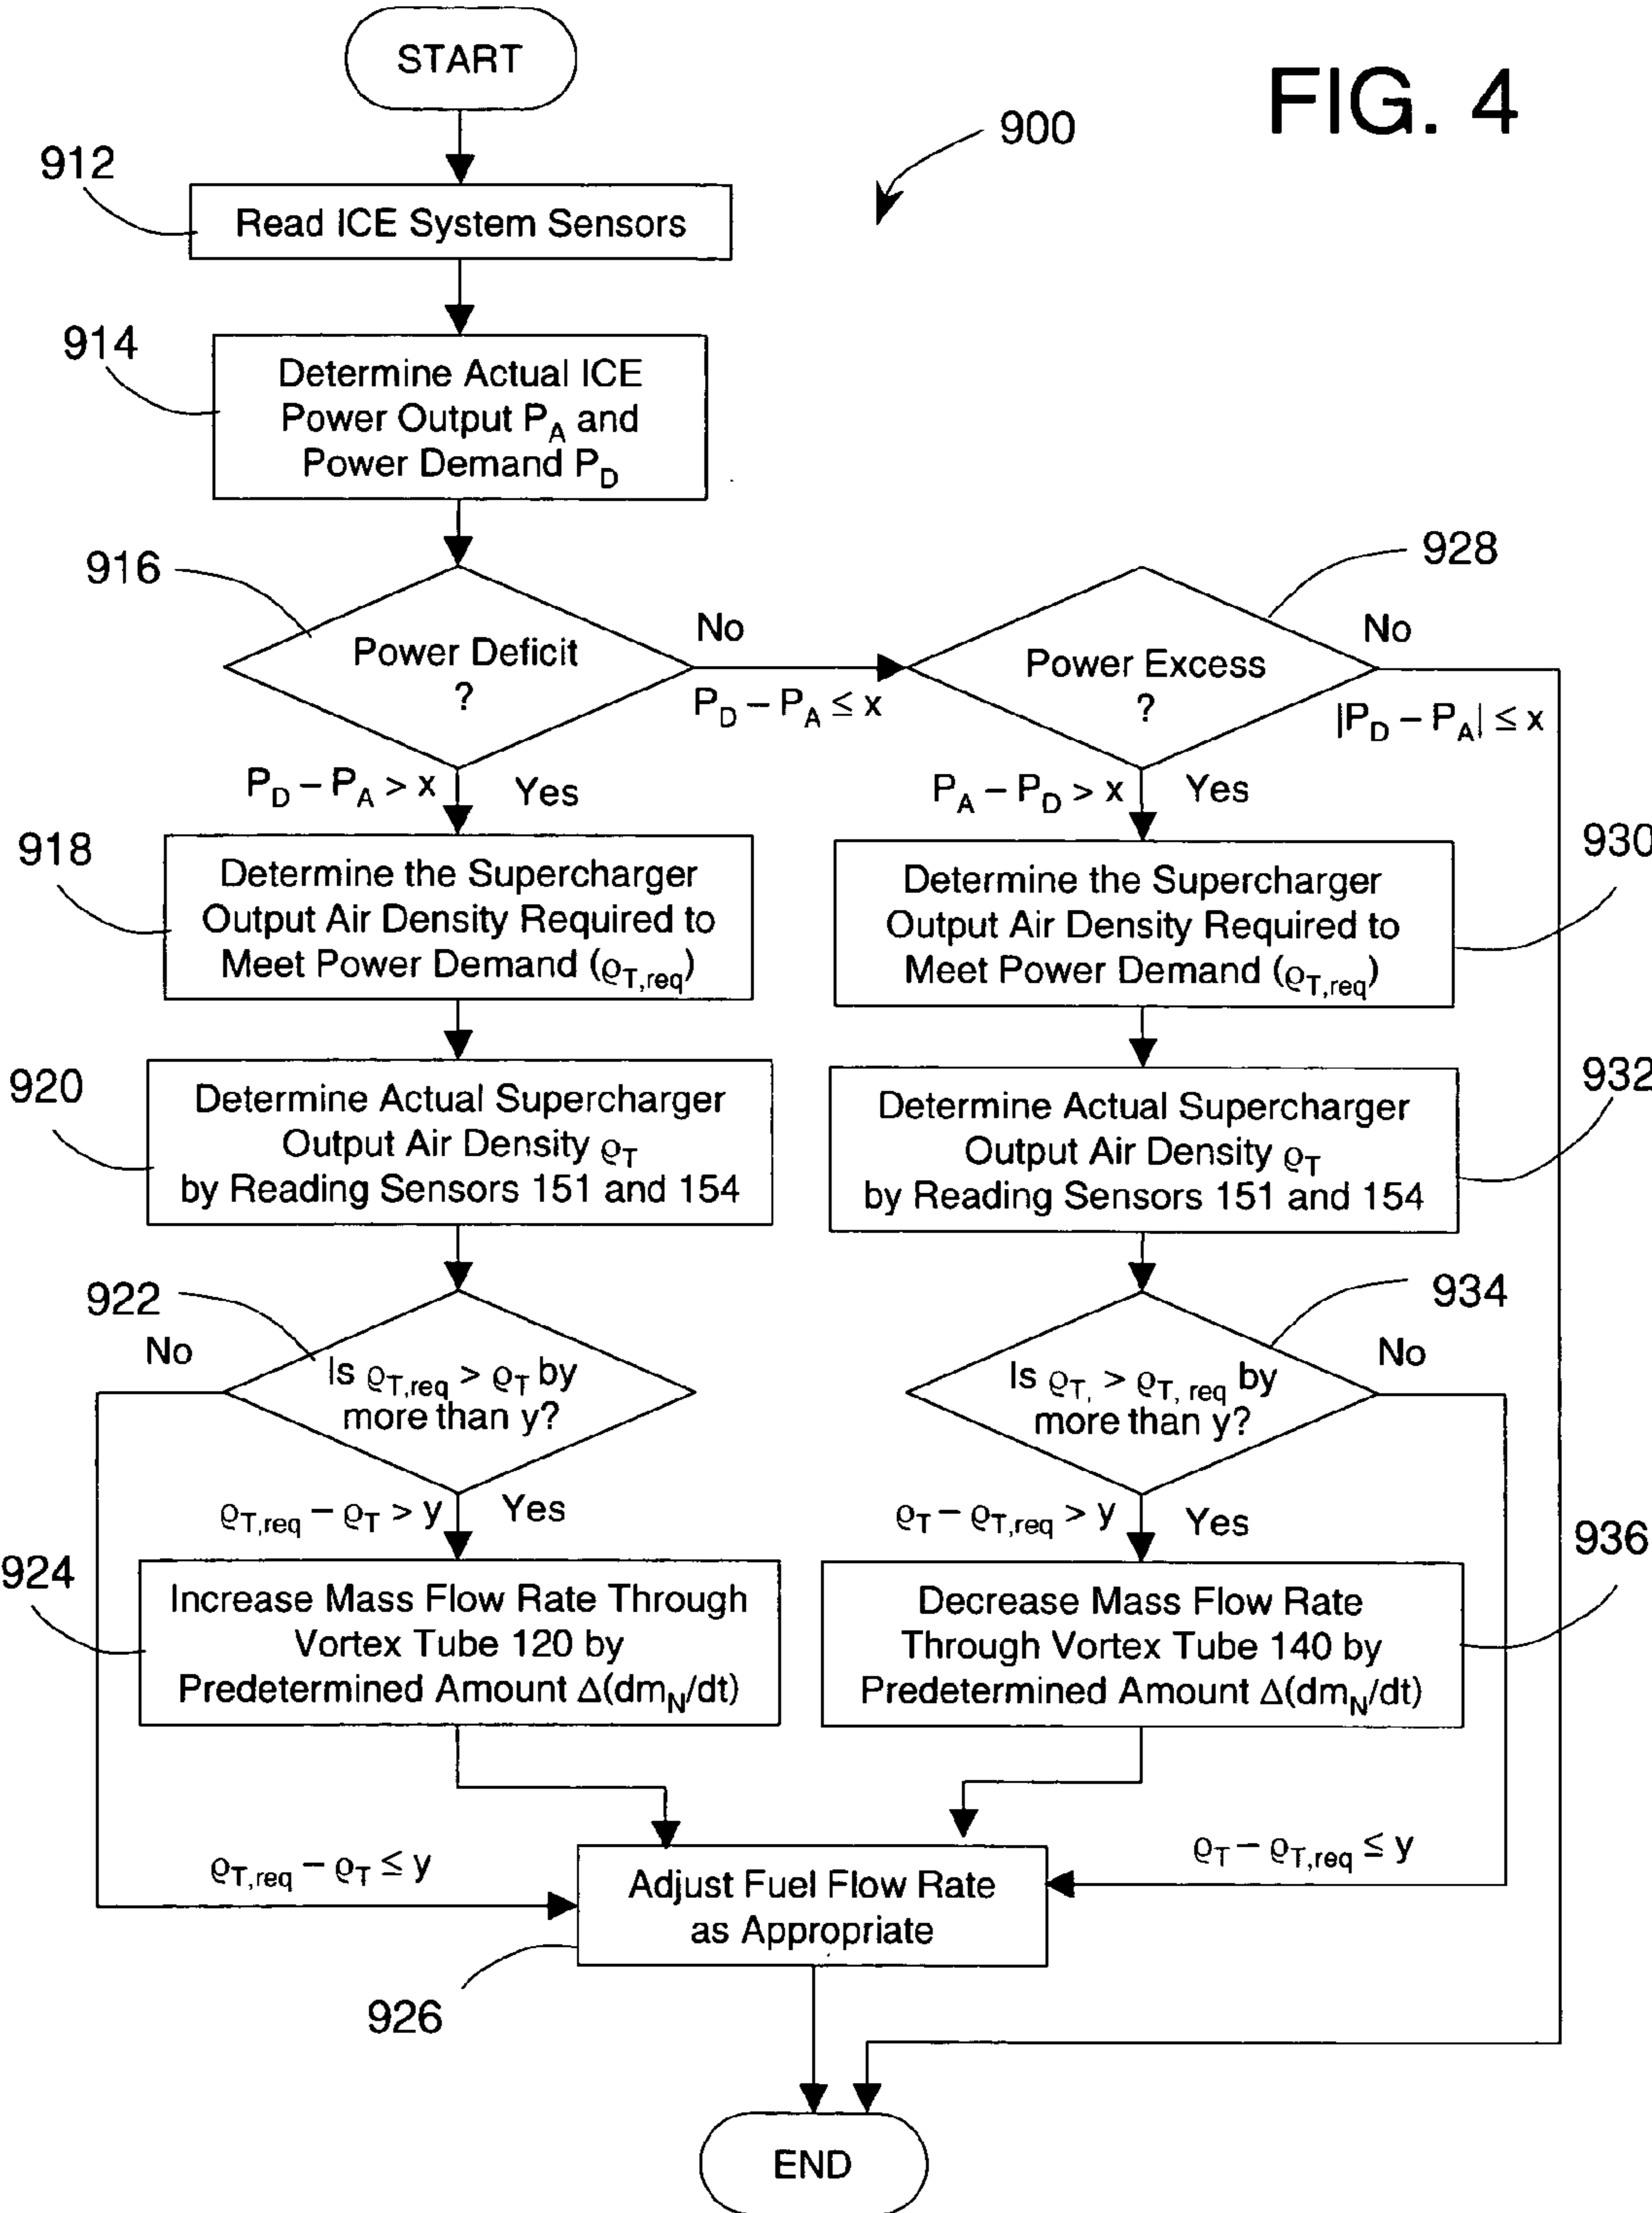 START
FIG. 4
900
912
Read ICE System Sensors
914
Determine Actual ICE
Power Output P_A and
Power Demand P_D
916
Power Deficit
?
No
P_D – P_A ≤ x
928
Power Excess
?
No
|P_D – P_A| ≤ x
P_D – P_A > x
Yes
P_A – P_D > x
Yes
918
Determine the Supercharger
Output Air Density Required to
Meet Power Demand (ϱ_T,req)
930
Determine the Supercharger
Output Air Density Required to
Meet Power Demand (ϱ_T,req)
920
Determine Actual Supercharger
Output Air Density ϱ_T
by Reading Sensors 151 and 154
932
Determine Actual Supercharger
Output Air Density ϱ_T
by Reading Sensors 151 and 154
922
No
Is ϱ_T,req > ϱ_T by
more than y?
934
Is ϱ_T, > ϱ_T, req by
more than y?
No
ϱ_T,req – ϱ_T > y
Yes
ϱ_T – ϱ_T,req > y
Yes
924
Increase Mass Flow Rate Through
Vortex Tube 120 by
Predetermined Amount Δ(dm_N/dt)
936
Decrease Mass Flow Rate
Through Vortex Tube 140 by
Predetermined Amount Δ(dm_N/dt)
ϱ_T,req – ϱ_T ≤ y
ϱ_T – ϱ_T,req ≤ y
Adjust Fuel Flow Rate
as Appropriate
926
END